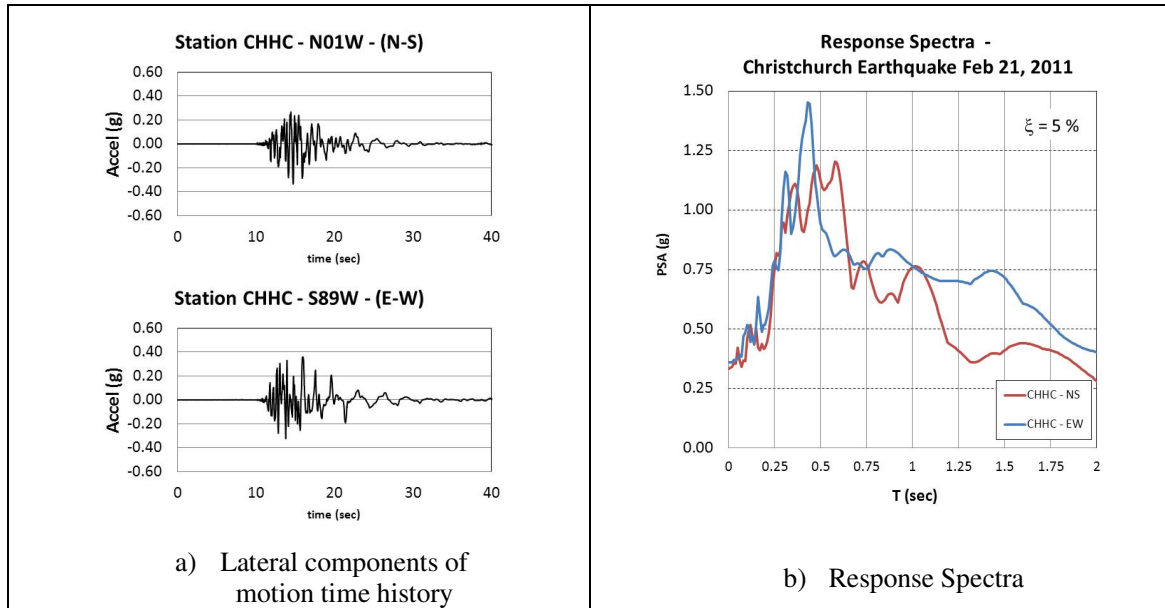 Station CHHC - N01W - (N-S)
0.60
0.40
0.20
0.00
-0.20
-0.40
-0.60
Accel (g)
0
10
20
30
40
time (sec)
Station CHHC - S89W - (E-W)
0.60
0.40
0.20
0.00
-0.20
-0.40
-0.60
Accel (g)
0
10
20
30
40
time (sec)
a) Lateral components of
motion time history
Response Spectra -
Christchurch Earthquake Feb 21, 2011
1.50
1.25
1.00
0.75
0.50
0.25
0.00
PSA (g)
ξ = 5 %
CHHC - NS
CHHC - EW
0
0.25
0.5
0.75
1
1.25
1.5
1.75
2
T (sec)
b) Response Spectra